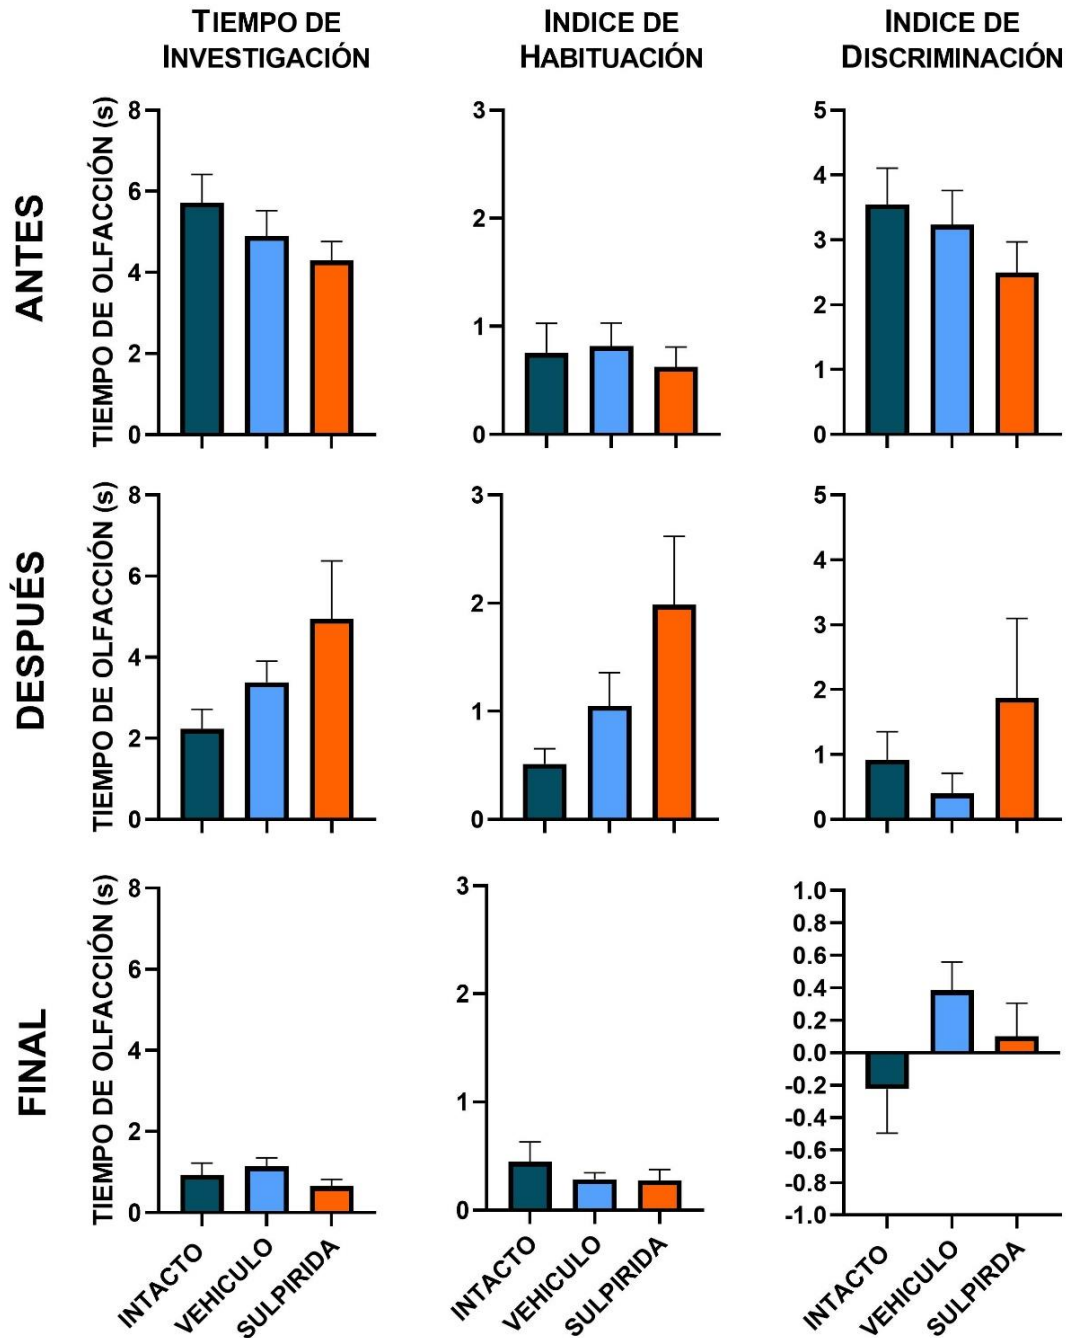 TIEMPO DE
INVESTIGACIÓN
INDICE DE
HABITUACIÓN
INDICE DE
DISCRIMINACIÓN
ANTES
TIEMPO DE OLFACCIÓN (s)
8
6
4
2
0
3
2
1
0
5
4
3
2
1
0
DESPUÉS
TIEMPO DE OLFACCIÓN (s)
8
6
4
2
0
3
2
1
0
5
4
3
2
1
0
FINAL
TIEMPO DE OLFACCIÓN (s)
8
6
4
2
0
3
2
1
0
1.0
0.8
0.6
0.4
0.2
0.0
-0.2
-0.4
-0.6
-0.8
-1.0
INTACTO
VEHICULO
SULPIRIDA
INTACTO
VEHICULO
SULPIRIDA
INTACTO
VEHICULO
SULPIRDA